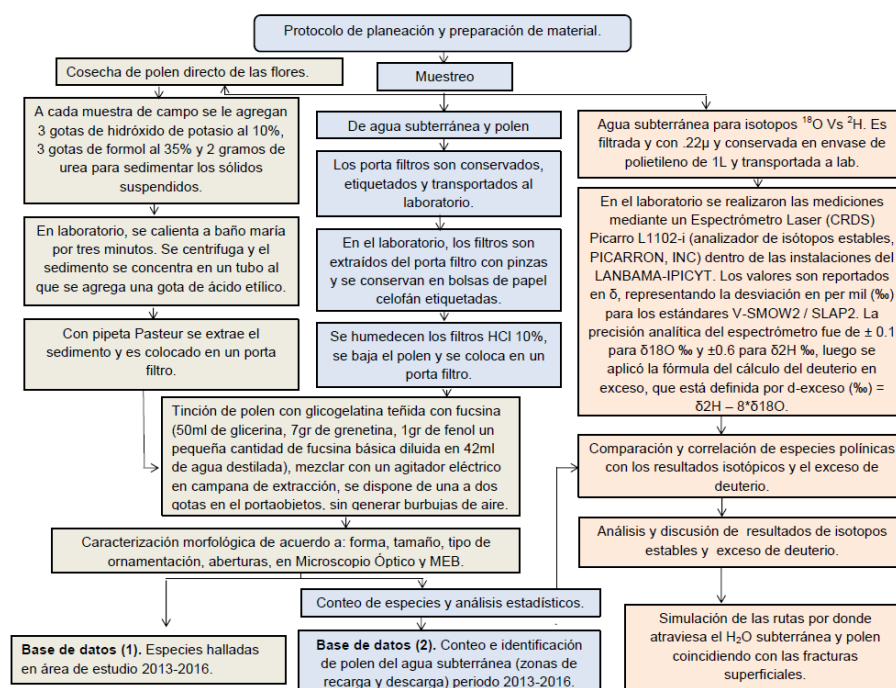 Protocolo de planeación y preparación de material.
Cosecha de polen directo de las flores.
Muestreo
A cada muestra de campo se le agregan
3 gotas de hidróxido de potasio al 10%,
3 gotas de formol al 35% y 2 gramos de
urea para sedimentar los sólidos
suspendidos.
En laboratorio, se calienta a baño maría
por tres minutos. Se centrifuga y el
sedimento se concentra en un tubo al
que se agrega una gota de ácido etílico.
Con pipeta Pasteur se extrae el
sedimento y es colocado en un porta
filtro.
De agua subterránea y polen
Los porta filtros son conservados,
etiquetados y transportados al
laboratorio.
En el laboratorio, los filtros son
extraídos del porta filtro con pinzas
y se conservan en bolsas de papel
celofán etiquetadas.
Se humedecen los filtros HCl 10%,
se baja el polen y se coloca en un
porta filtro.
Tinción de polen con glicogelatina teñida con fucsina
(50ml de glicerina, 7gr de grenetina, 1gr de fenol un
pequeña cantidad de fucsina básica diluida en 42ml
de agua destilada), mezclar con un agitador eléctrico
en campana de extracción, se dispone de una a dos
gotas en el portaobjetos, sin generar burbujas de aire.
Caracterización morfológica de acuerdo a: forma, tamaño, tipo de
ornamentación, aberturas, en Microscopio Óptico y MEB.
Conteo de especies y análisis estadísticos.
Base de datos (1). Especies halladas
en área de estudio 2013-2016.
Base de datos (2). Conteo e identificación
de polen del agua subterránea (zonas de
recarga y descarga) periodo 2013-2016.
Agua subterránea para isotopos ¹⁸O Vs ²H. Es
filtrada y con .22µ y conservada en envase de
polietileno de 1L y transportada a lab.
En el laboratorio se realizaron las mediciones
mediante un Espectrómetro Laser (CRDS)
Picarro L1102-i (analizador de isótopos estables,
PICARRON, INC) dentro de las instalaciones del
LANBAMA-IPICYT. Los valores son reportados
en δ, representando la desviación en per mil (‰)
para los estándares V-SMOW2 / SLAP2. La
precisión analítica del espectrómetro fue de ± 0.1
para δ18O ‰ y ±0.6 para δ2H ‰, luego se
aplicó la fórmula del cálculo del deuterio en
exceso, que está definida por d-exceso (‰) =
δ2H – 8*δ18O.
Comparación y correlación de especies polínicas
con los resultados isotópicos y el exceso de
deuterio.
Análisis y discusión de resultados de isotopos
estables y exceso de deuterio.
Simulación de las rutas por donde
atraviesa el H₂O subterránea y polen
coincidiendo con las fracturas
superficiales.